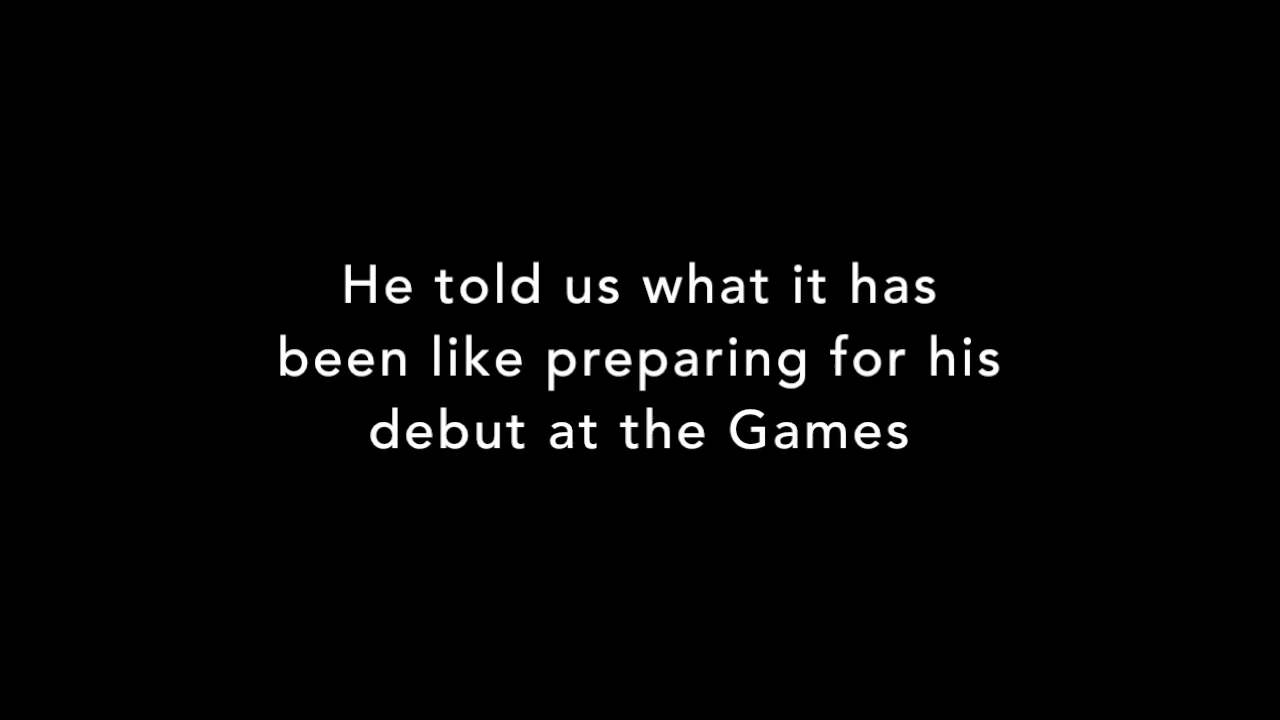 He told us what it has
been like preparing for his
debut at the Games